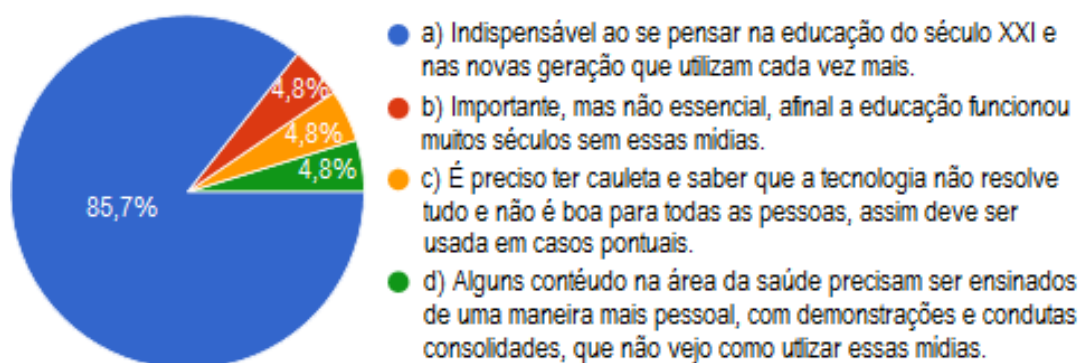 4,8%
4,8%
4,8%
85,7%
a) Indispensável ao se pensar na educação do século XXI e
nas novas geração que utilizam cada vez mais.
b) Importante, mas não essencial, afinal a educação funcionou
muitos séculos sem essas mídias.
c) É preciso ter cauleta e saber que a tecnologia não resolve
tudo e não é boa para todas as pessoas, assim deve ser
usada em casos pontuais.
d) Alguns contéudo na área da saúde precisam ser ensinados
de uma maneira mais pessoal, com demonstrações e condutas
consolidades, que não vejo como utlizar essas mídias.